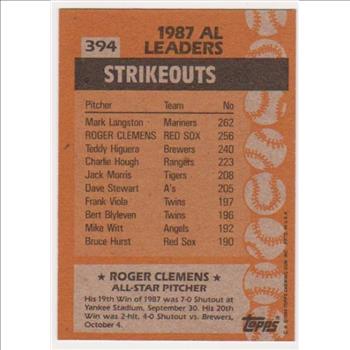 394
1987 AL
LEADERS
STRIKEOUTS
Pitcher Team No
Mark Langston Mariners 262
ROGER CLEMENS RED SOX 256
Teddy Higuera Brewers 240
Charlie Hough Rangers 223
Jack Morris Tigers 208
Dave Stewart A's 205
Frank Viola Twins 197
Bert Blyleven Twins 196
Mike Witt Angels 192
Bruce Hurst Red Sox 190
★ ROGER CLEMENS ★
ALL-STAR PITCHER
His 19th Win of 1987 was 7-0 Shutout at
Yankee Stadium, September 30. His 20th
Win was 2-hit, 4-0 Shutout vs. Brewers,
October 4.
Topps